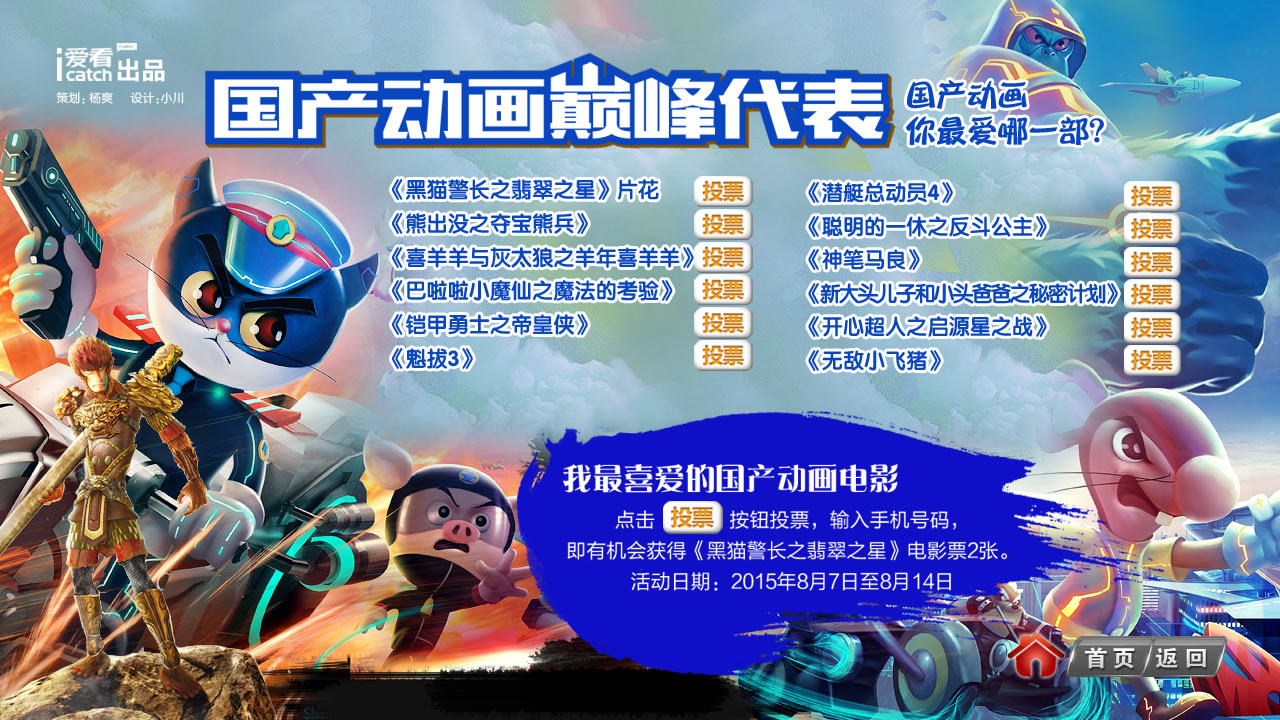 i爱看
catch 出品
策划：杨爽 设计：小川
国产动画巅峰代表
国产动画
你最爱哪一部？
《黑猫警长之翡翠之星》片花 投票
《熊出没之夺宝熊兵》 投票
《喜羊羊与灰太狼之羊年喜羊羊》 投票
《巴啦啦小魔仙之魔法的考验》 投票
《铠甲勇士之帝皇侠》 投票
《魁拔3》 投票
《潜艇总动员4》 投票
《聪明的一休之反斗公主》 投票
《神笔马良》 投票
《新大头儿子和小头爸爸之秘密计划》 投票
《开心超人之启源星之战》 投票
《无敌小飞猪》 投票
我最喜爱的国产动画电影
点击 投票 按钮投票，输入手机号码，
即有机会获得《黑猫警长之翡翠之星》电影票2张。
活动日期：2015年8月7日至8月14日
首页 返回